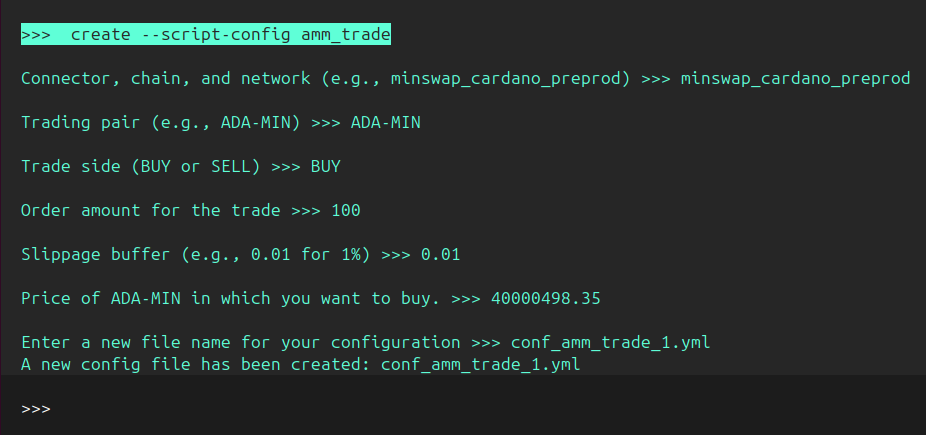 >>>  create --script-config amm_trade
Connector, chain, and network (e.g., minswap_cardano_preprod) >>> minswap_cardano_preprod
Trading pair (e.g., ADA-MIN) >>> ADA-MIN
Trade side (BUY or SELL) >>> BUY
Order amount for the trade >>> 100
Slippage buffer (e.g., 0.01 for 1%) >>> 0.01
Price of ADA-MIN in which you want to buy. >>> 40000498.35
Enter a new file name for your configuration >>> conf_amm_trade_1.yml
A new config file has been created: conf_amm_trade_1.yml
>>>